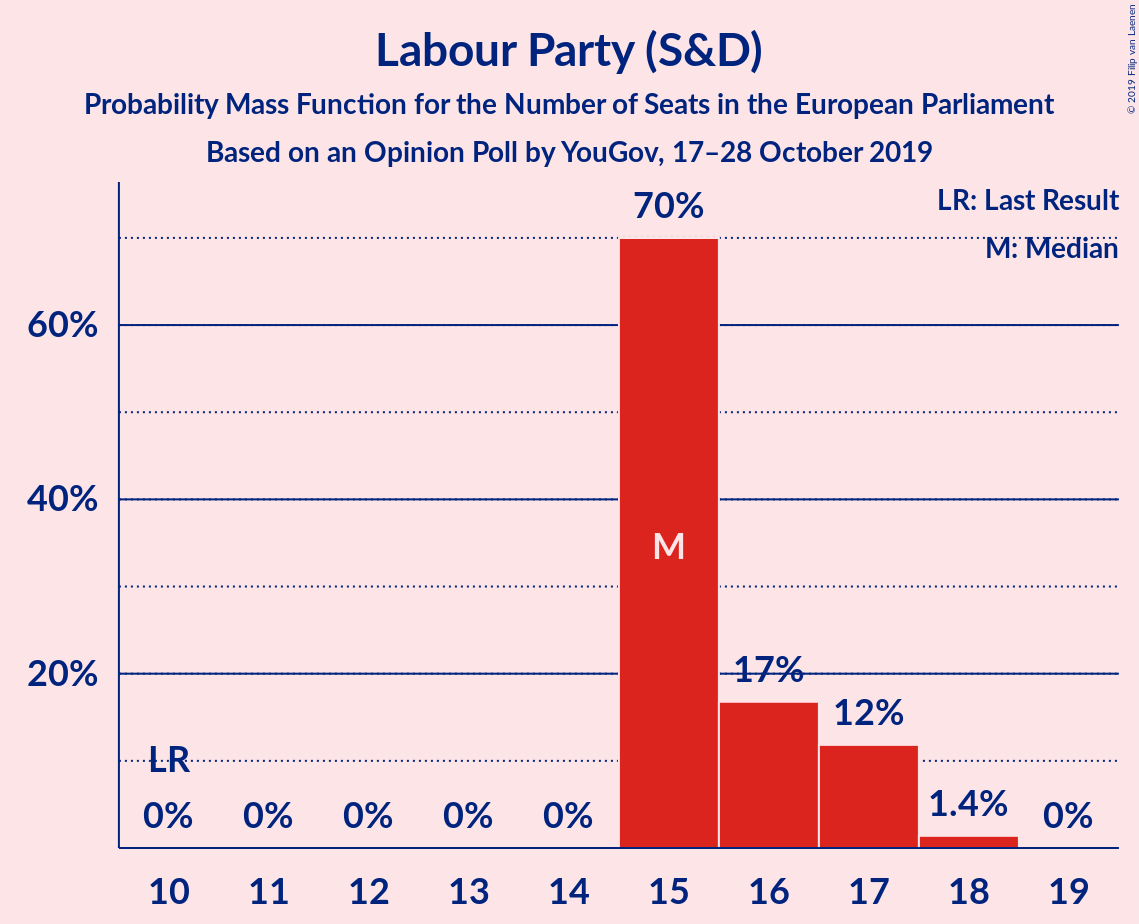 Labour Party (S&D)
Probability Mass Function for the Number of Seats in the European Parliament
Based on an Opinion Poll by YouGov, 17–28 October 2019
© 2019 Filip van Laenen
LR: Last Result
M: Median
70%
60%
40%
M
20%
17%
12%
LR
0% 0% 0% 0% 0% 1.4% 0%
10 11 12 13 14 15 16 17 18 19